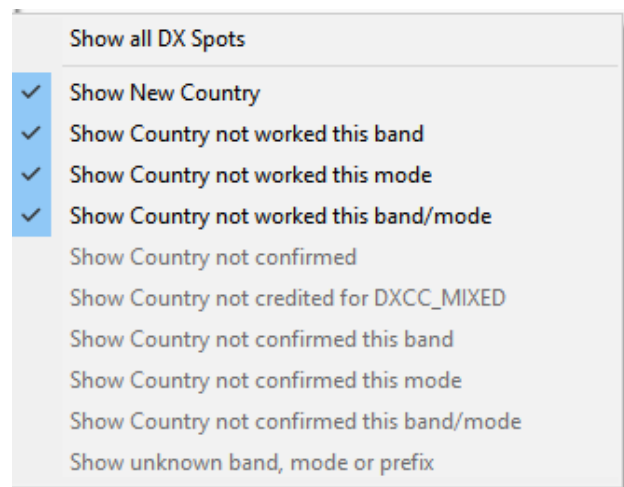 Show all DX Spots
Show New Country
Show Country not worked this band
Show Country not worked this mode
Show Country not worked this band/mode
Show Country not confirmed
Show Country not credited for DXCC_MIXED
Show Country not confirmed this band
Show Country not confirmed this mode
Show Country not confirmed this band/mode
Show unknown band, mode or prefix